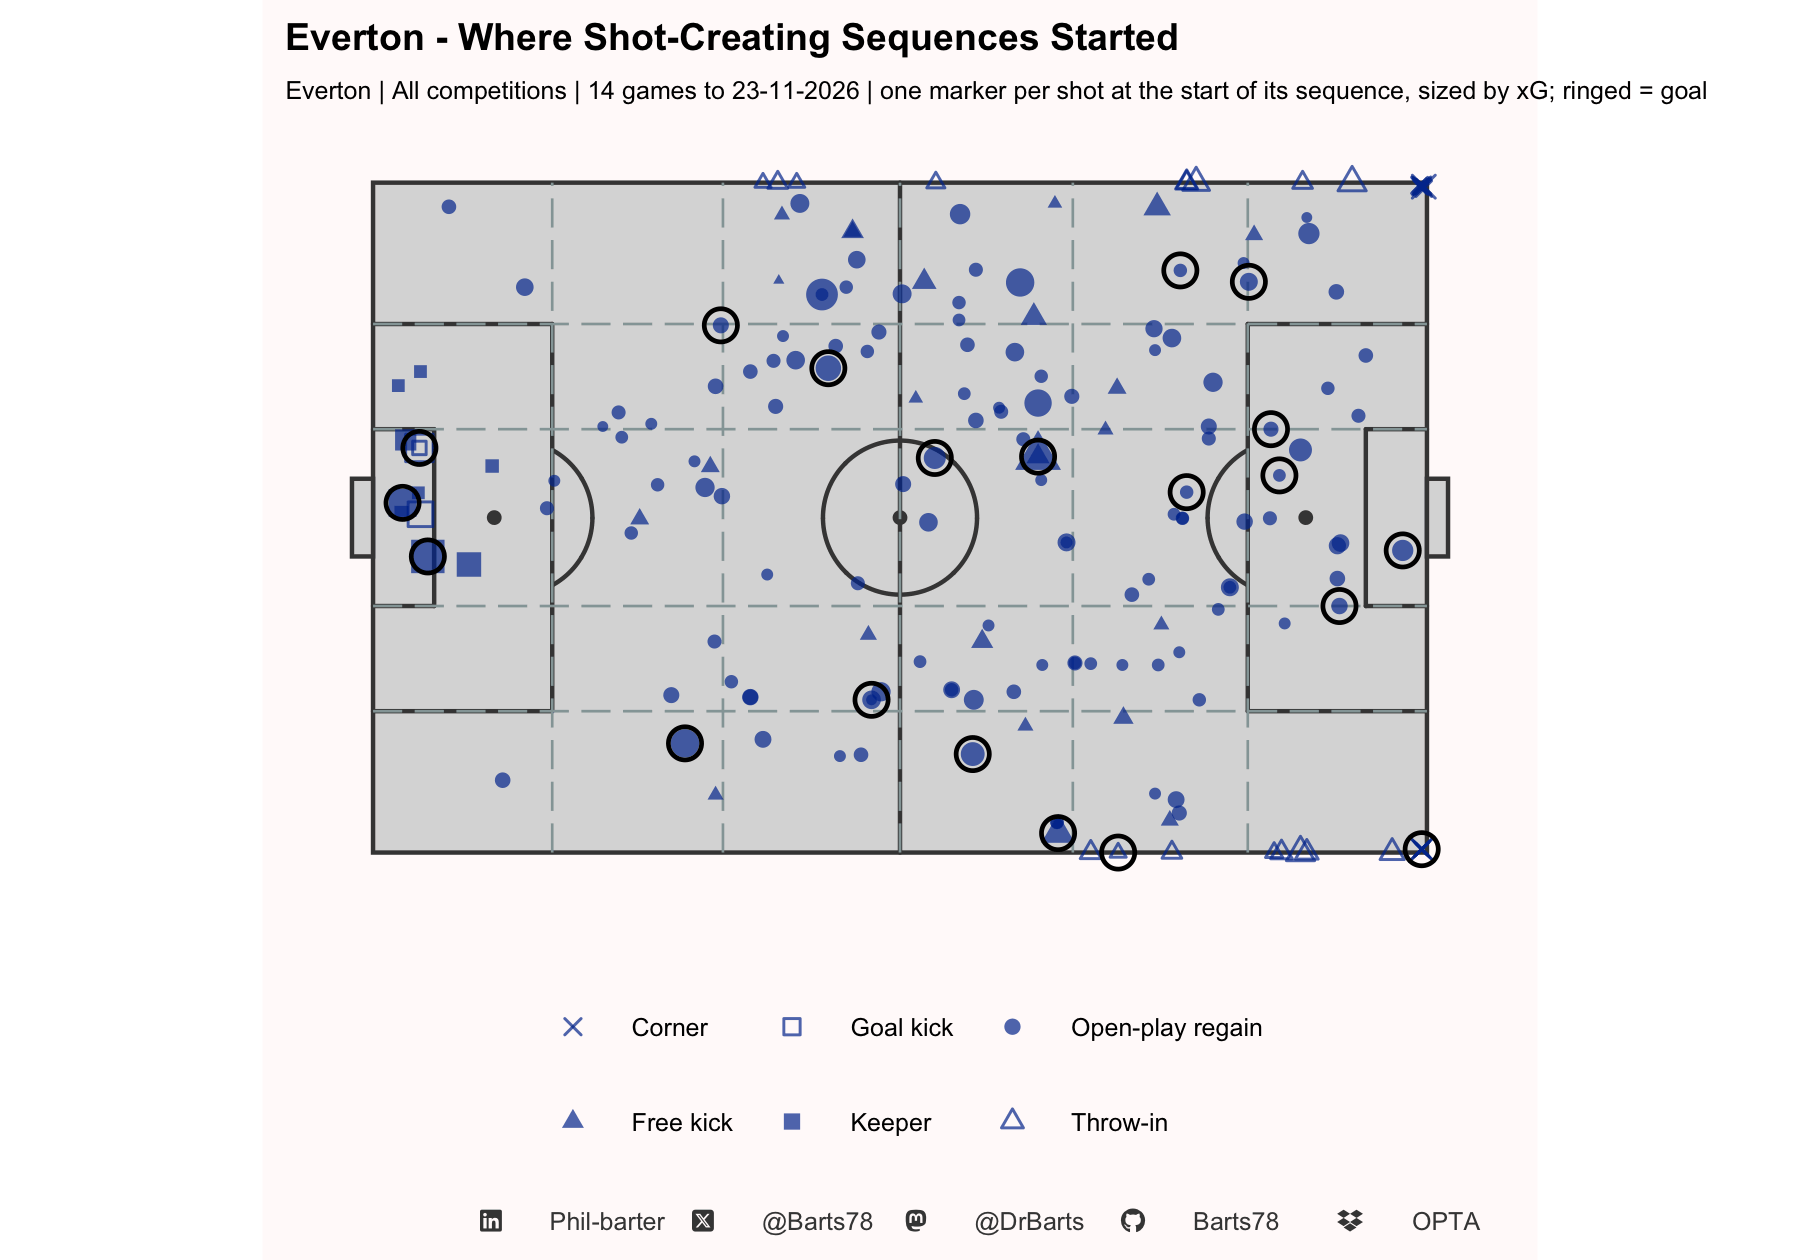 Everton - Where Shot-Creating Sequences Started
Everton | All competitions | 14 games to 23-11-2026 | one marker per shot at the start of its sequence, sized by xG; ringed = goal
Corner Goal kick Open-play regain
Free kick Keeper Throw-in
Phil-barter @Barts78 @DrBarts Barts78 OPTA